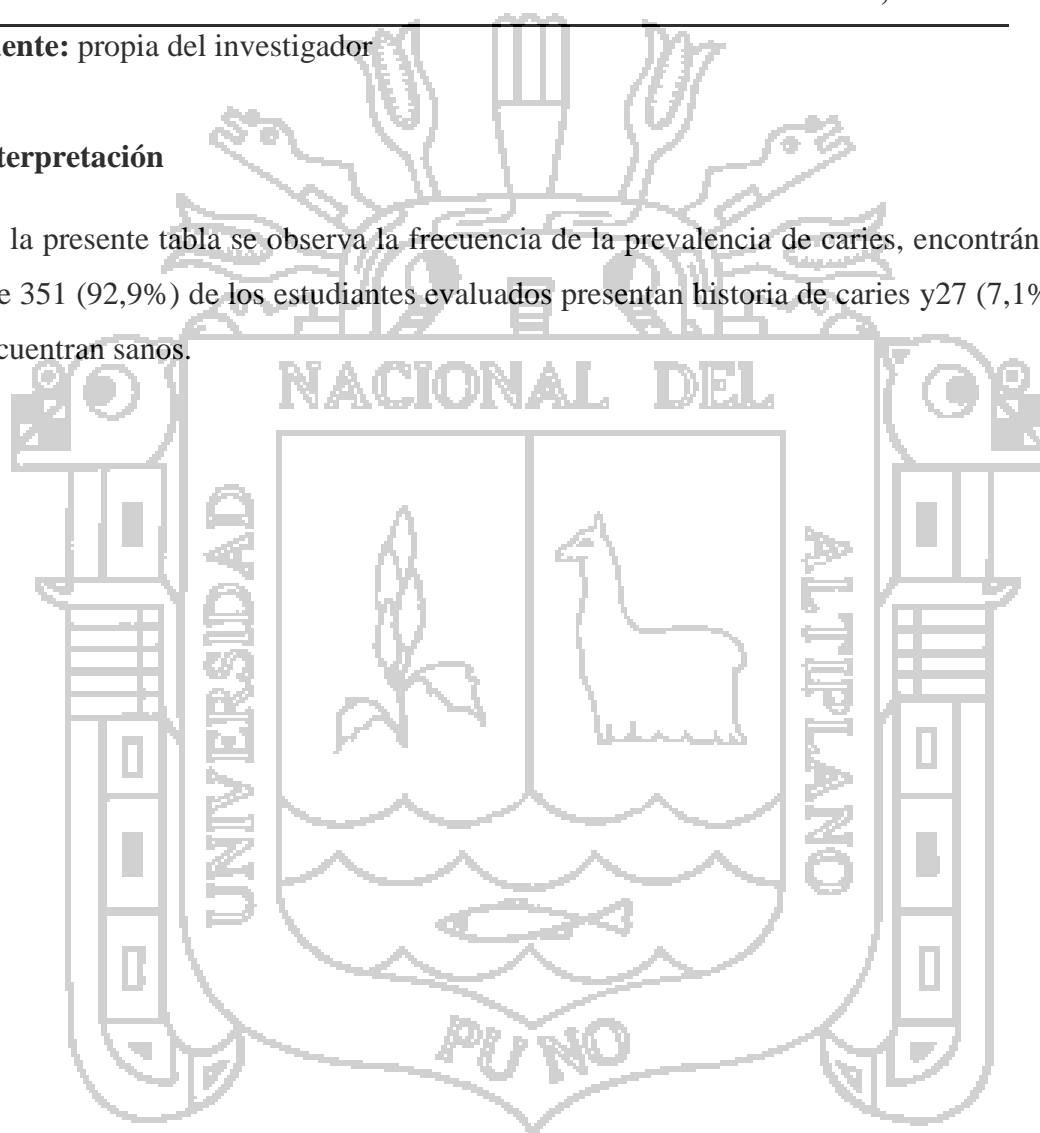 ente: propia del investigador
terpretación
la presente tabla se observa la frecuencia de la prevalencia de caries, encontrán
e 351 (92,9%) de los estudiantes evaluados presentan historia de caries y27 (7,1%
cuentran sanos.
NACIONAL DEL
UNIVERSIDAD
ALTIPLANO
PUNO